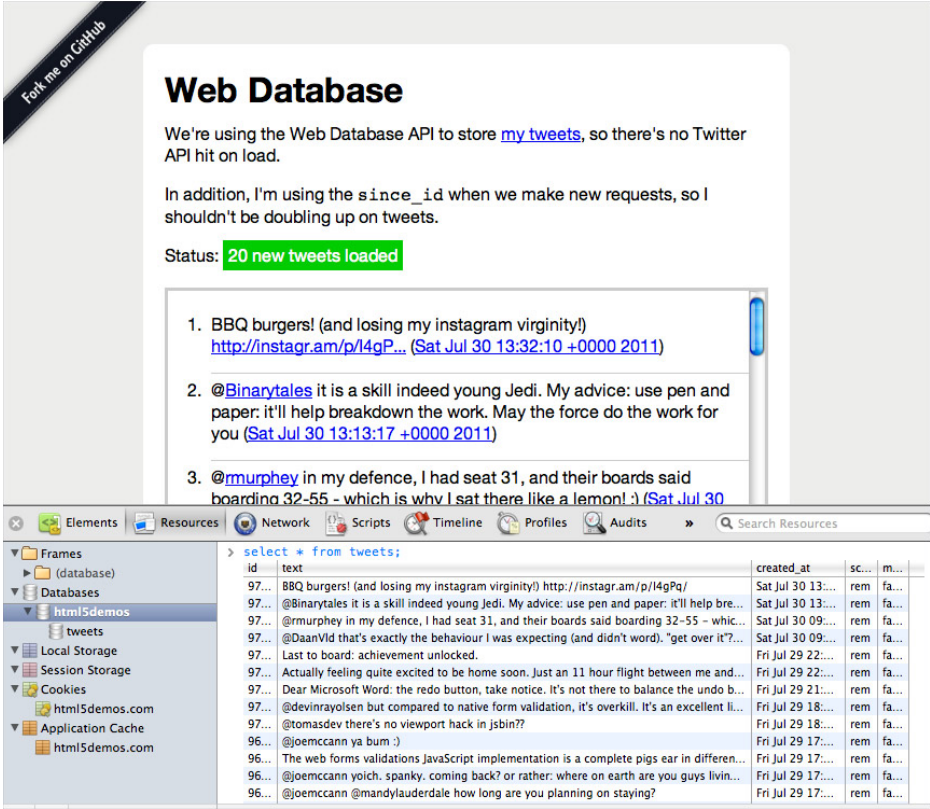 Fork me on GitHub
Web Database
We're using the Web Database API to store my tweets, so there's no Twitter
API hit on load.
In addition, I'm using the since_id when we make new requests, so I
shouldn't be doubling up on tweets.
Status: 20 new tweets loaded
1. BBQ burgers! (and losing my instagram virginity!)
http://instagr.am/p/I4gP... (Sat Jul 30 13:32:10 +0000 2011)
2. @Binarytales it is a skill indeed young Jedi. My advice: use pen and
paper: it'll help breakdown the work. May the force do the work for
you (Sat Jul 30 13:13:17 +0000 2011)
3. @rmurphey in my defence, I had seat 31, and their boards said
boarding 32-55 - which is why I sat there like a lemon! :) (Sat Jul 30
Elements Resources Network Scripts Timeline Profiles Audits » Search Resources
Frames
(database)
Databases
html5demos
tweets
Local Storage
Session Storage
Cookies
html5demos.com
Application Cache
html5demos.com
> select * from tweets;
id text created_at sc... m...
97... BBQ burgers! (and losing my instagram virginity!) http://instagr.am/p/I4gPq/ Sat Jul 30 13:... rem fa...
97... @Binarytales it is a skill indeed young Jedi. My advice: use pen and paper: it'll help bre... Sat Jul 30 13:... rem fa...
97... @rmurphey in my defence, I had seat 31, and their boards said boarding 32-55 - whic... Sat Jul 30 09:... rem fa...
97... @DaanVld that's exactly the behaviour I was expecting (and didn't word). "get over it"?... Sat Jul 30 09:... rem fa...
97... Last to board: achievement unlocked. Fri Jul 29 22:... rem fa...
97... Actually feeling quite excited to be home soon. Just an 11 hour flight between me and... Fri Jul 29 22:... rem fa...
97... Dear Microsoft Word: the redo button, take notice. It's not there to balance the undo b... Fri Jul 29 21:... rem fa...
97... @devinrayolsen but compared to native form validation, it's overkill. It's an excellent li... Fri Jul 29 18:... rem fa...
97... @tomasdev there's no viewport hack in jsbin?? Fri Jul 29 18:... rem fa...
96... @joemccann ya bum :) Fri Jul 29 17:... rem fa...
96... The web forms validations JavaScript implementation is a complete pigs ear in differen... Fri Jul 29 17:... rem fa...
96... @joemccann yoich. spanky. coming back? or rather: where on earth are you guys livin... Fri Jul 29 17:... rem fa...
96... @joemccann @mandylauderdale how long are you planning on staying? Fri Jul 29 17:... rem fa...